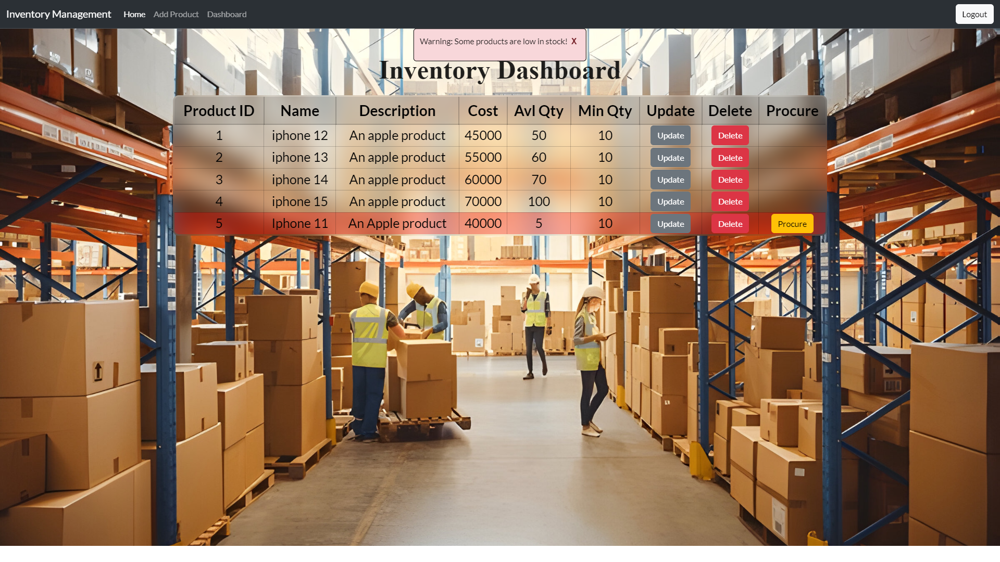 Inventory Management Home Add Product Dashboard Logout
Warning: Some products are low in stock! X
Inventory Dashboard
Product ID Name Description Cost Avl Qty Min Qty Update Delete Procure
1 iphone 12 An apple product 45000 50 10 Update Delete
2 iphone 13 An apple product 55000 60 10 Update Delete
3 iphone 14 An apple product 60000 70 10 Update Delete
4 iphone 15 An apple product 70000 100 10 Update Delete
5 Iphone 11 An Apple product 40000 5 10 Update Delete Procure